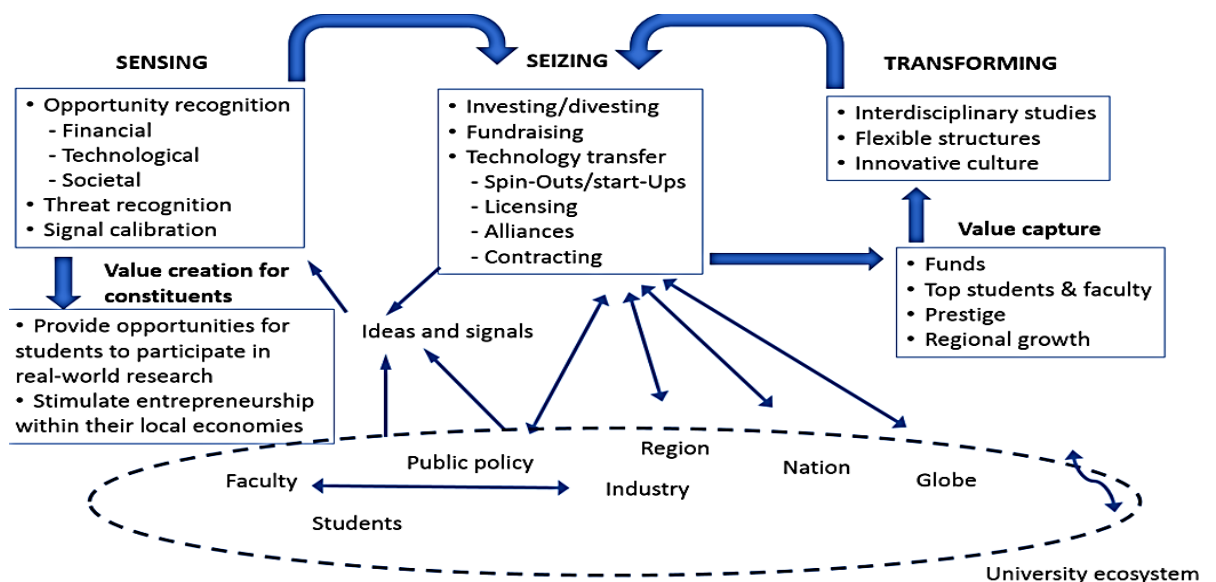 SENSING
• Opportunity recognition
- Financial
- Technological
- Societal
• Threat recognition
• Signal calibration
Value creation for
constituents
• Provide opportunities for
students to participate in
real-world research
• Stimulate entrepreneurship
within their local economies
SEIZING
• Investing/divesting
• Fundraising
• Technology transfer
- Spin-Outs/start-Ups
- Licensing
- Alliances
- Contracting
Ideas and signals
TRANSFORMING
• Interdisciplinary studies
• Flexible structures
• Innovative culture
Value capture
• Funds
• Top students & faculty
• Prestige
• Regional growth
Faculty
Public policy
Students
Region
Industry
Nation
Globe
University ecosystem